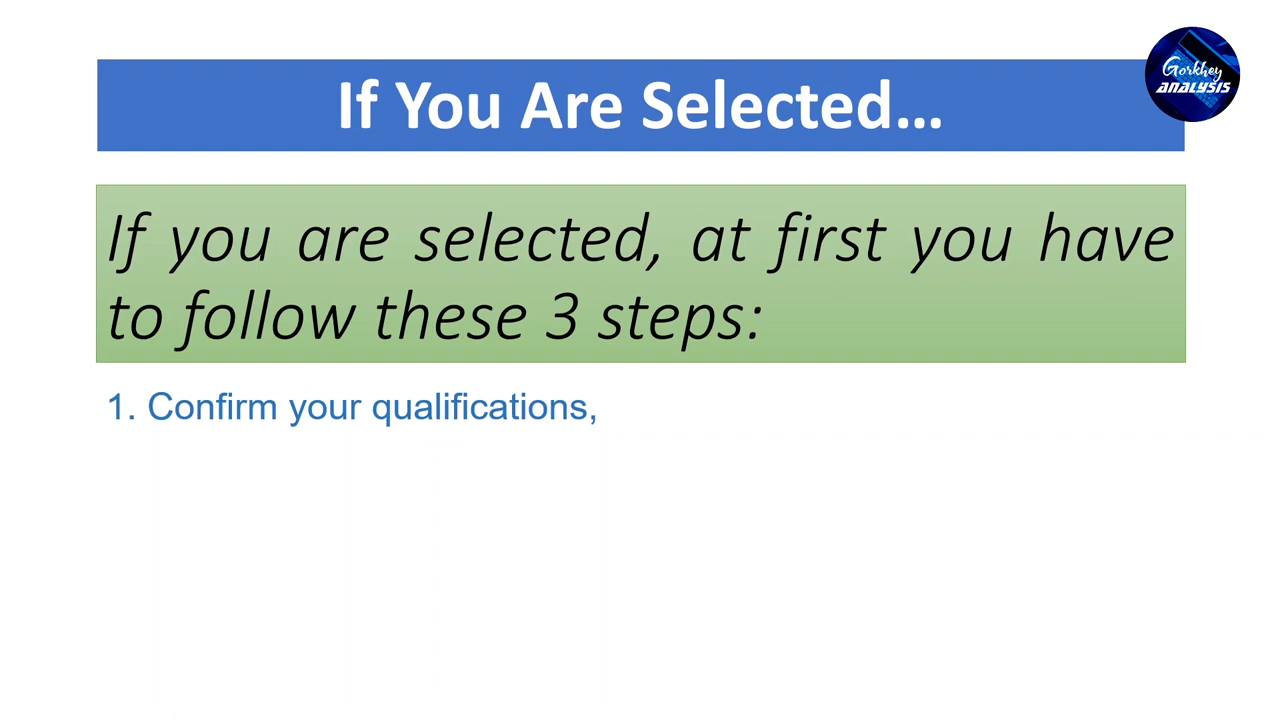 If You Are Selected...
Gorkhey
ANALYSIS
If you are selected, at first you have
to follow these 3 steps:
1. Confirm your qualifications,